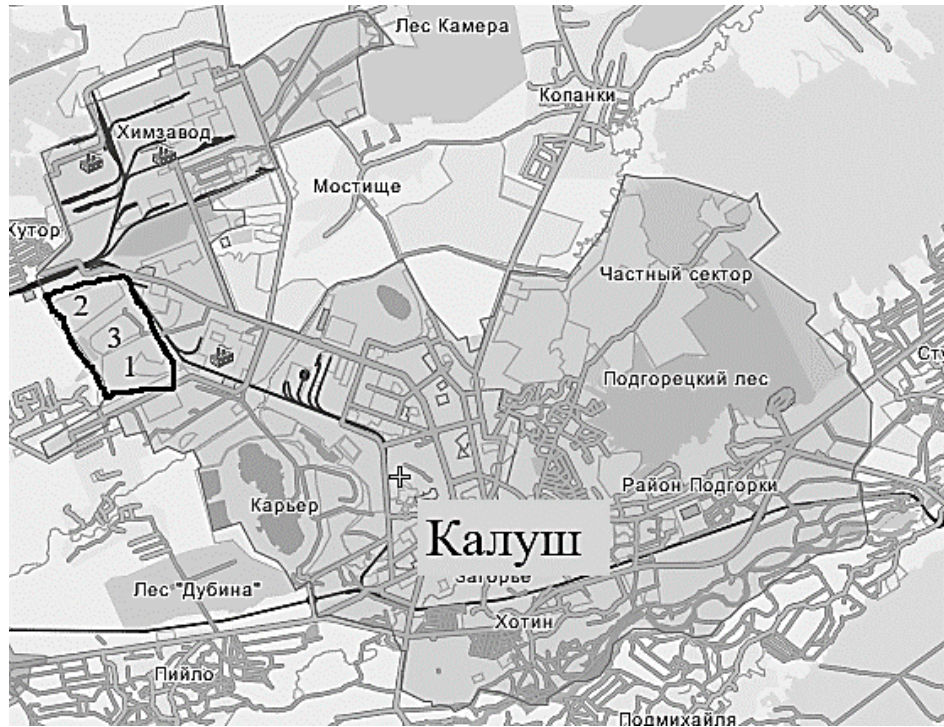 Лес Камера
Копанки
Химзавод
Мостище
Хутор
Частный сектор
2
3
1
Подгорецкий лес
Район Подгорки
Карьер
Калуш
Загорье
Лес "Дубина"
Хотин
Пийло
Подмихайля